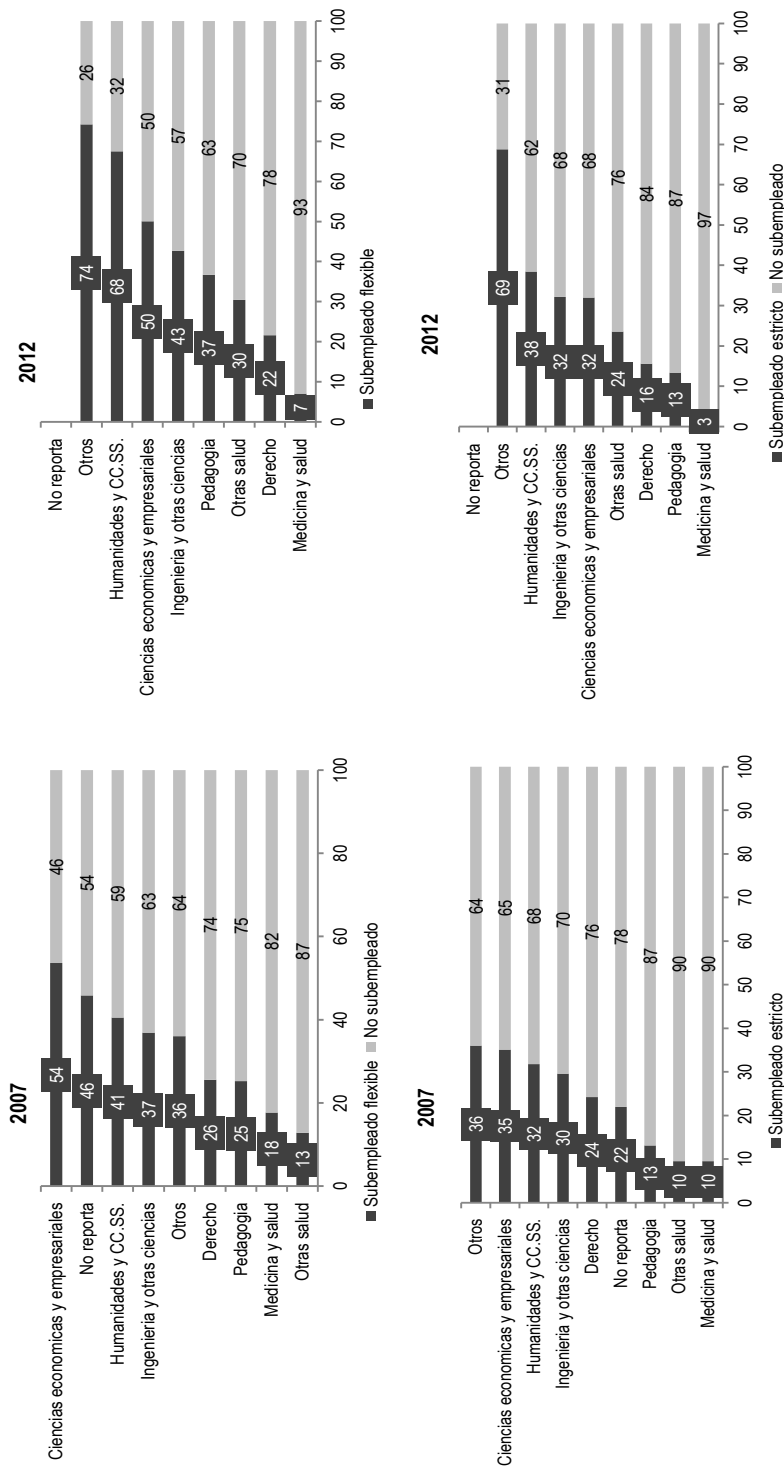 2007
Ciencias economicas y empresariales 54 46
No reporta 46 54
Humanidades y CC.SS. 41 59
Ingenieria y otras ciencias 37 63
Otros 36 64
Derecho 26 74
Pedagogia 25 75
Medicina y salud 18 82
Otras salud 13 87
0 20 40 60 80 100
Subempleado flexible No subempleado
2012
No reporta
Otros 74 26
Humanidades y CC.SS. 68 32
Ciencias economicas y empresariales 50 50
Ingenieria y otras ciencias 43 57
Pedagogia 37 63
Otras salud 30 70
Derecho 22 78
Medicina y salud 7 93
0 10 20 30 40 50 60 70 80 90 100
Subempleado flexible
2007
Otros 36 64
Ciencias economicas y empresariales 35 65
Humanidades y CC.SS. 32 68
Ingenieria y otras ciencias 30 70
Derecho 24 76
No reporta 22 78
Pedagogia 13 87
Otras salud 10 90
Medicina y salud 10 90
0 10 20 30 40 50 60 70 80 90 100
Subempleado estricto
2012
No reporta
Otros 69 31
Humanidades y CC.SS. 38 62
Ingenieria y otras ciencias 32 68
Ciencias economicas y empresariales 32 68
Otras salud 24 76
Derecho 16 84
Pedagogia 13 87
Medicina y salud 3 97
0 10 20 30 40 50 60 70 80 90 100
Subempleado estricto No subempleado